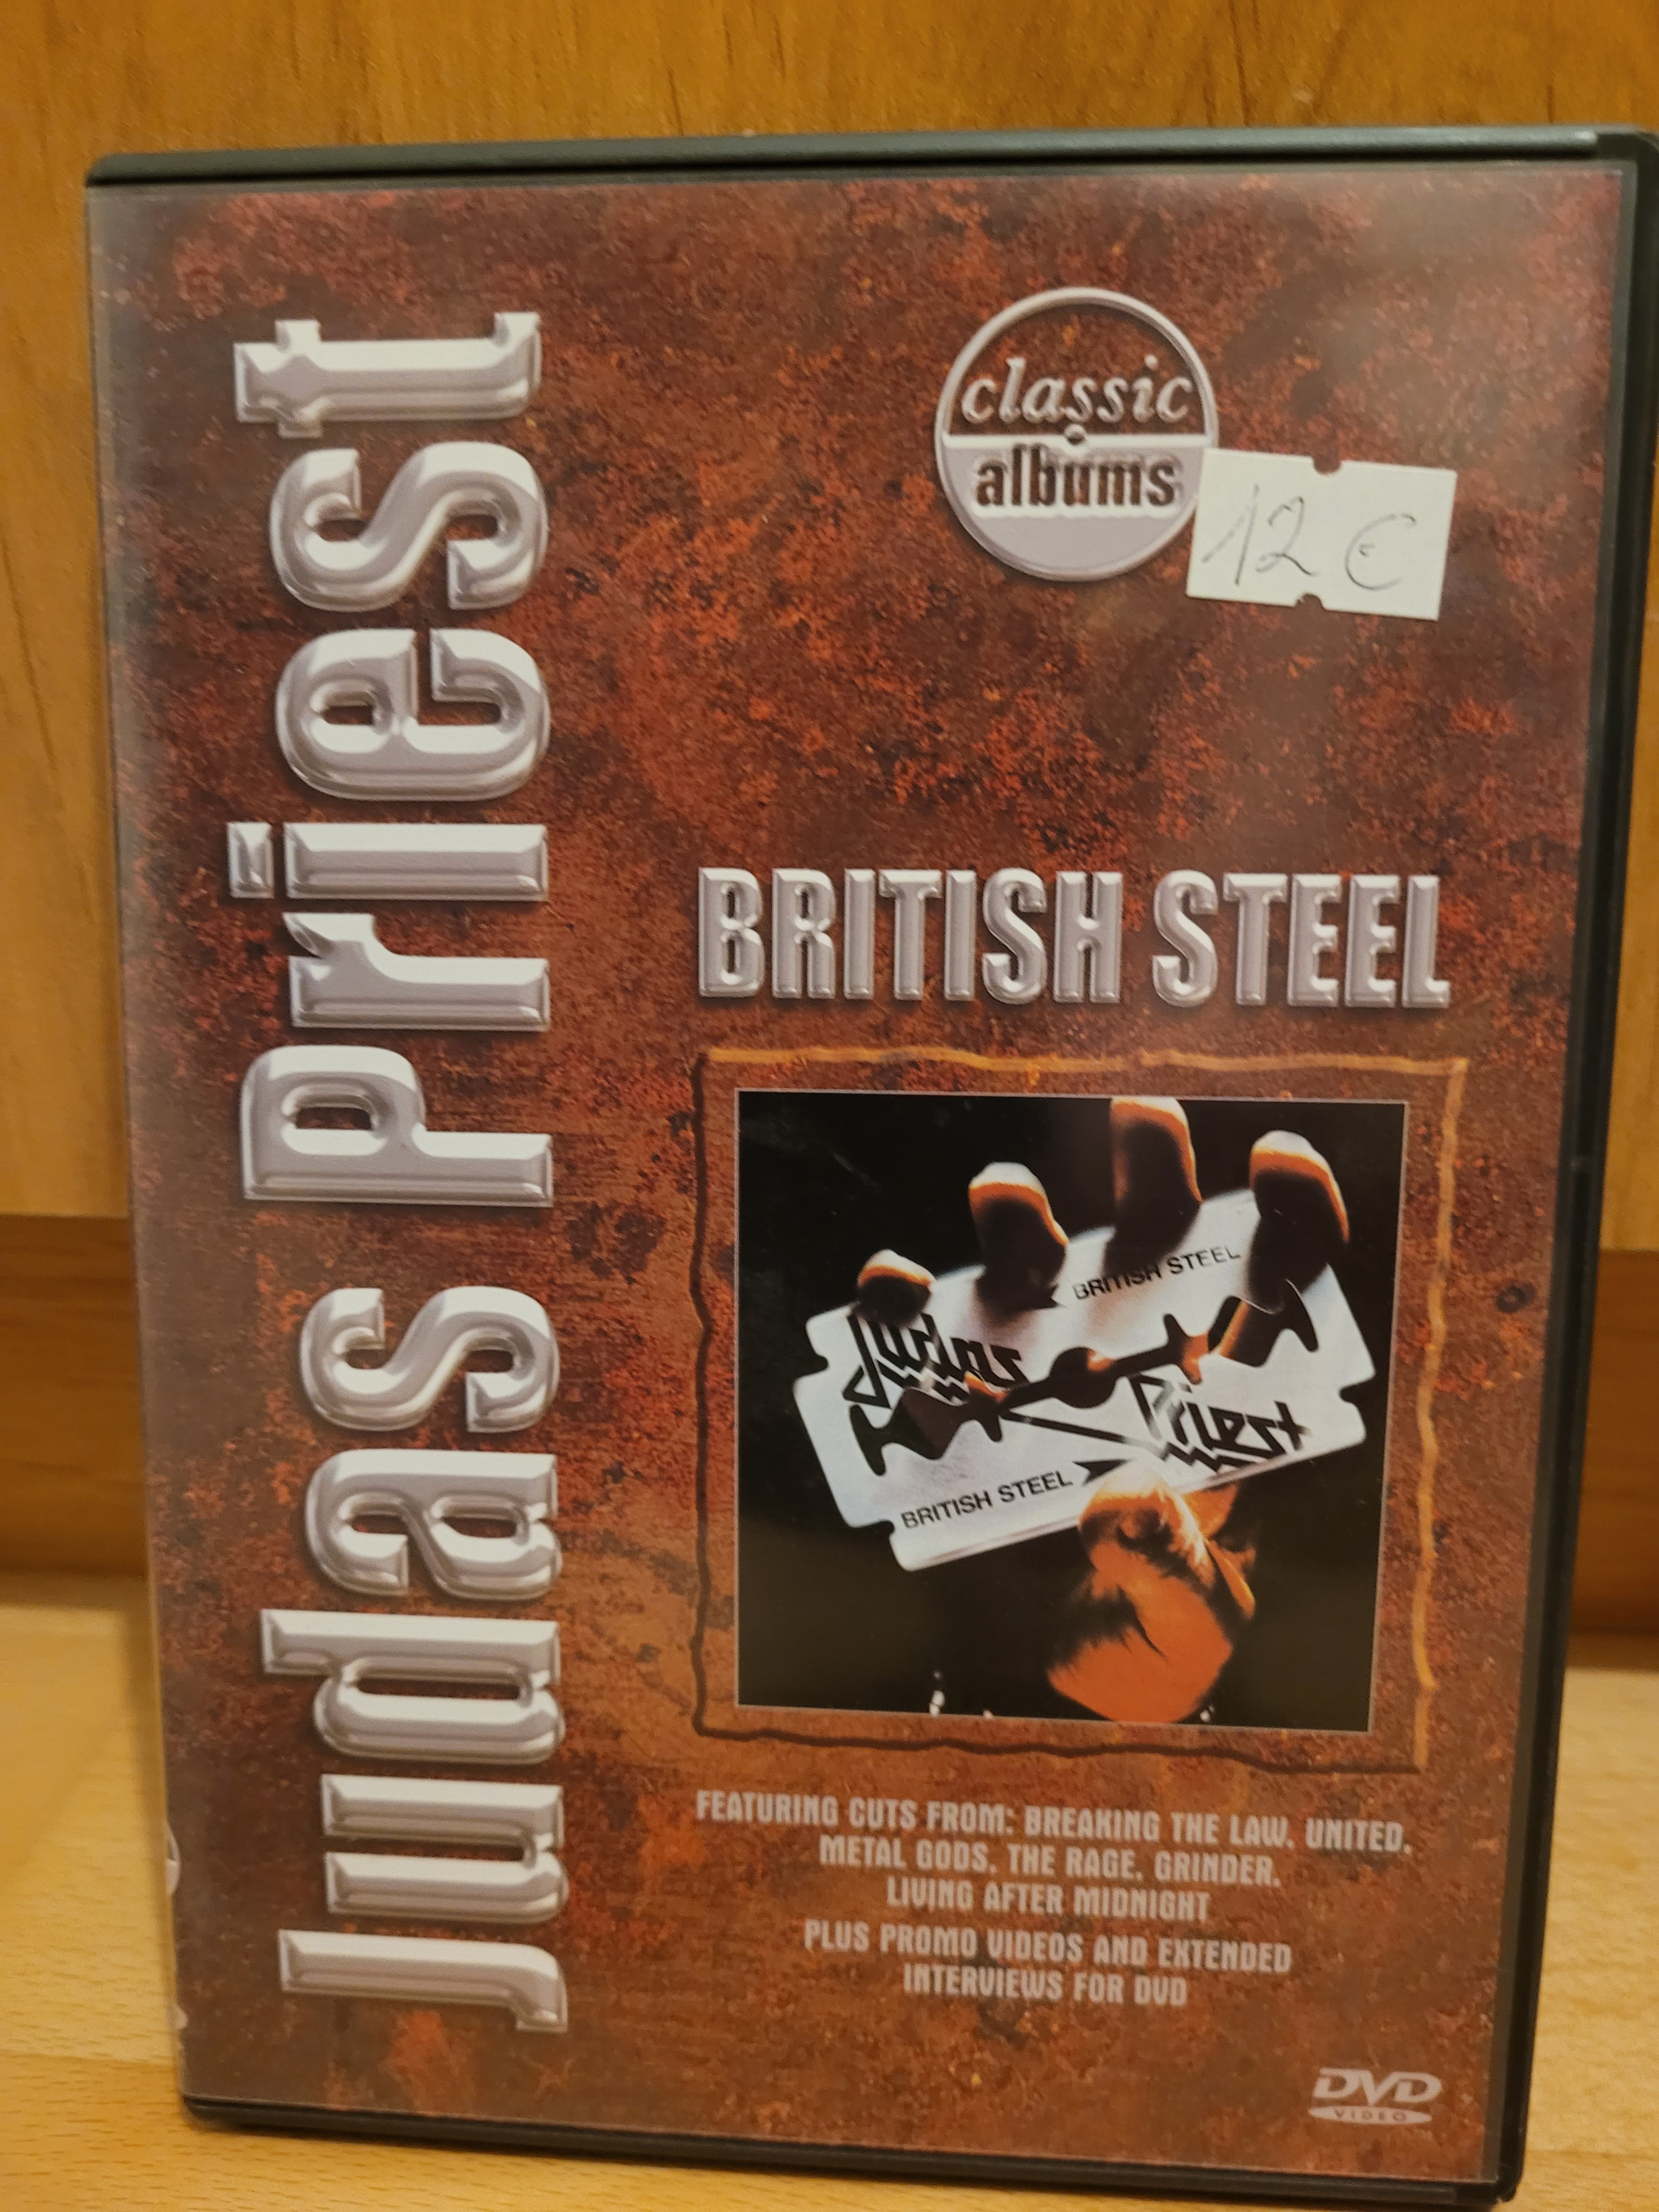 Judas Priest
classic
albums
12 €
BRITISH STEEL
BRITISH STEEL
Judas
Priest
BRITISH STEEL
FEATURING CUTS FROM: BREAKING THE LAW, UNITED,
METAL GODS, THE RAGE, GRINDER,
LIVING AFTER MIDNIGHT
PLUS PROMO VIDEOS AND EXTENDED
INTERVIEWS FOR DVD
DVD
VIDEO